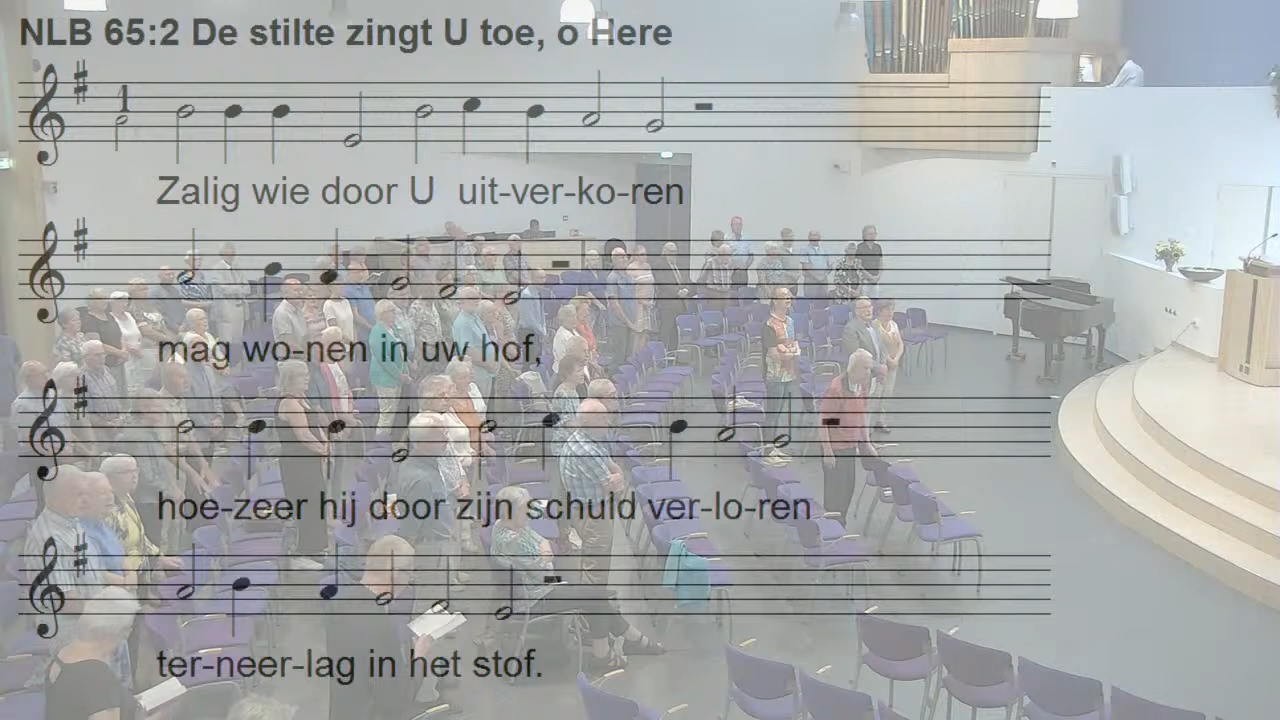 NLB 65:2 De stilte zingt U toe, o Here
1
Zalig wie door U uit-ver-ko-ren
mag wo-nen in uw hof,
hoe-zeer hij door zijn schuld ver-lo-ren
ter-neer-lag in het stof.